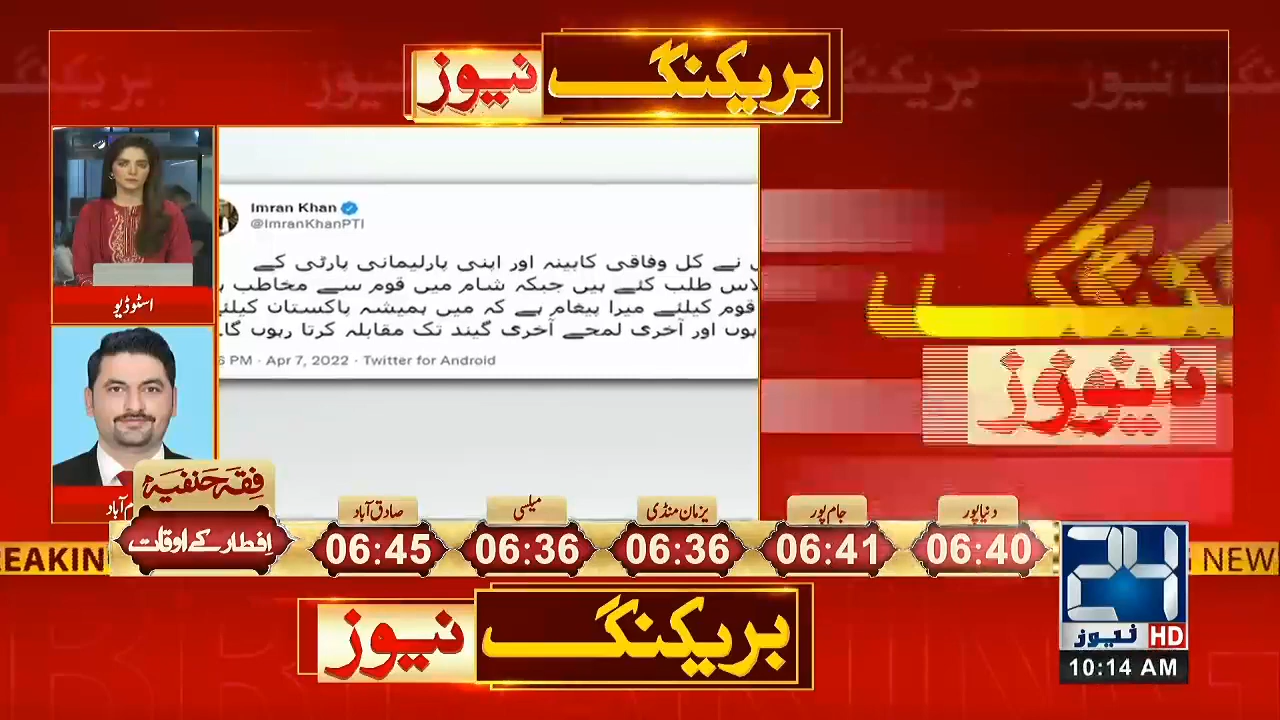 بریکنگ نیوز
Imran Khan
@ImranKhanPTI
نے کل وفاقی کابینہ اور اپنی پارلیمانی پارٹی کے
لاس طلب کئے ہیں جبکہ شام میں قوم سے مخاطب
قوم کیلئے میرا پیغام ہے کہ میں ہمیشہ پاکستان کیلئے
ہوں اور آخری لمحے آخری گیند تک مقابلہ کرتا رہوں گا۔
6 PM · Apr 7, 2022 · Twitter for Android
اسٹوڈیو
نیوز
فقہ حنفیہ
افطار کے اوقات
صادق آباد
06:45
میلسی
06:36
یزمان منڈی
06:36
جام پور
06:41
دنیاپور
06:40
REAKIN
NEW
24
نیوز HD
10:14 AM
بریکنگ نیوز